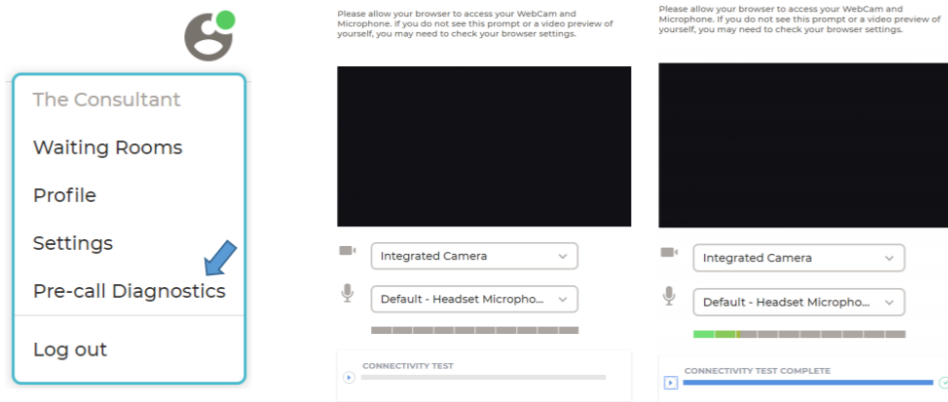 The Consultant
Waiting Rooms
Profile
Settings
Pre-call Diagnostics
Log out
Please allow your browser to access your WebCam and
Microphone. If you do not see this prompt or a video preview of
yourself, you may need to check your browser settings.
Integrated Camera
Default - Headset Micropho...
CONNECTIVITY TEST
Please allow your browser to access your WebCam and
Microphone. If you do not see this prompt or a video preview of
yourself, you may need to check your browser settings.
Integrated Camera
Default - Headset Micropho...
CONNECTIVITY TEST COMPLETE